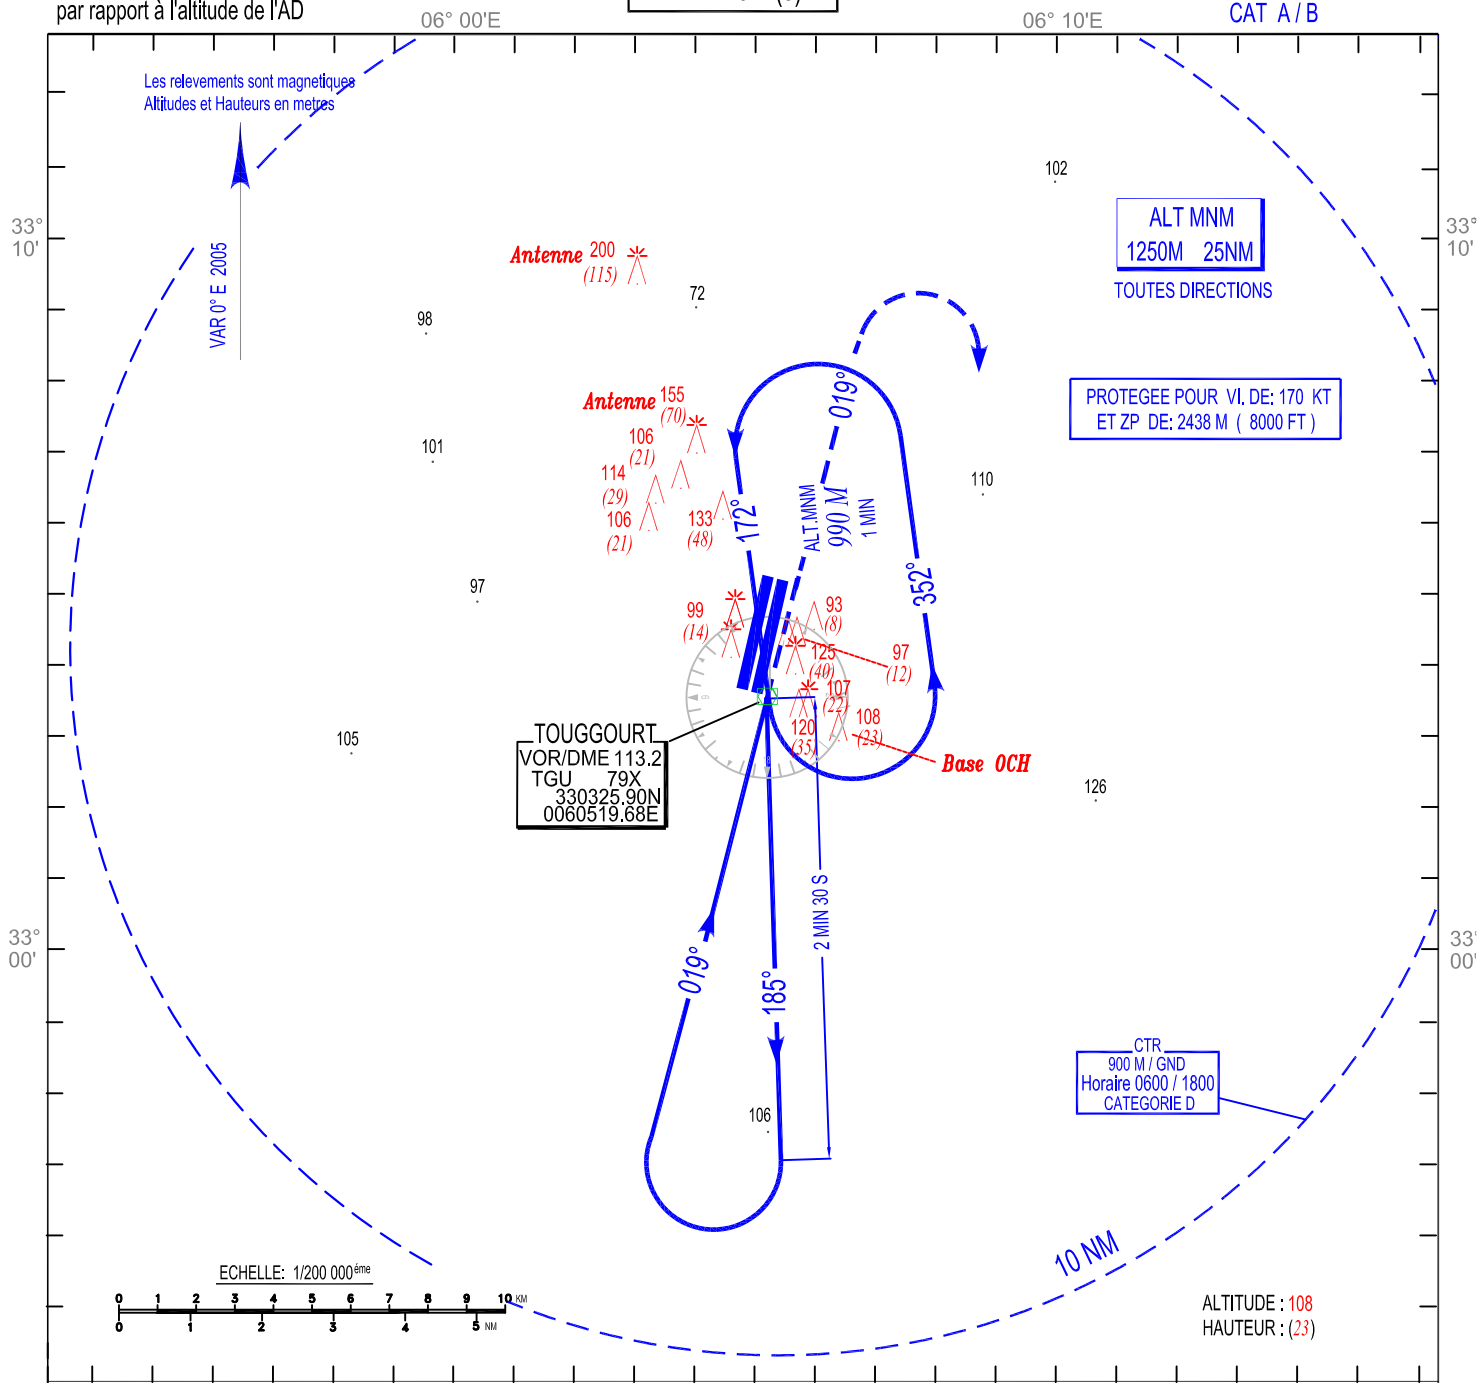 par rapport à l'altitude de l'AD
06° 00'E
06° 10'E
CAT A / B
Les relevements sont magnetiques
Altitudes et Hauteurs en metres
VAR 0° E 2005
33°
10'
33°
10'
102
ALT MNM
1250M 25NM
TOUTES DIRECTIONS
Antenne 200
(115)
72
98
PROTEGEE POUR VI. DE: 170 KT
ET ZP DE: 2438 M ( 8000 FT )
Antenne 155
(70)
106
(21)
101
114
(29)
106
(21)
133
(48)
110
172°
019°
ALT.MNM
990 M
1 MIN
352°
97
99
(14)
93
(8)
97
(12)
125
(40)
107
(22)
108
(23)
120
(35)
Base OCH
105
126
TOUGGOURT
VOR/DME 113.2
TGU 79X
330325.90N
0060519.68E
2 MIN 30 S
019°
185°
33°
00'
33°
00'
CTR
900 M / GND
Horaire 0600 / 1800
CATEGORIE D
106
10 NM
ECHELLE: 1/200 000éme
0 1 2 3 4 5 6 7 8 9 10 KM
0 1 2 3 4 5 NM
ALTITUDE : 108
HAUTEUR : (23)